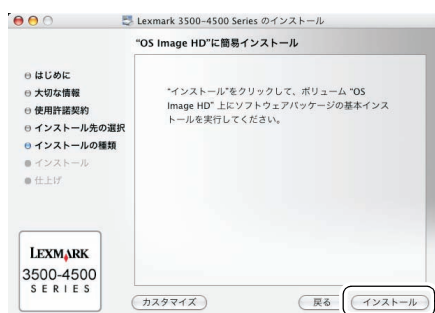 Lexmark 3500-4500 Series のインストール
"OS Image HD"に簡易インストール
はじめに
大切な情報
使用許諾契約
インストール先の選択
インストールの種類
インストール
仕上げ
"インストール"をクリックして、ボリューム "OS
Image HD" 上にソフトウェアパッケージの基本インス
トールを実行してください。
LEXMARK
3500-4500
SERIES
カスタマイズ
戻る
インストール